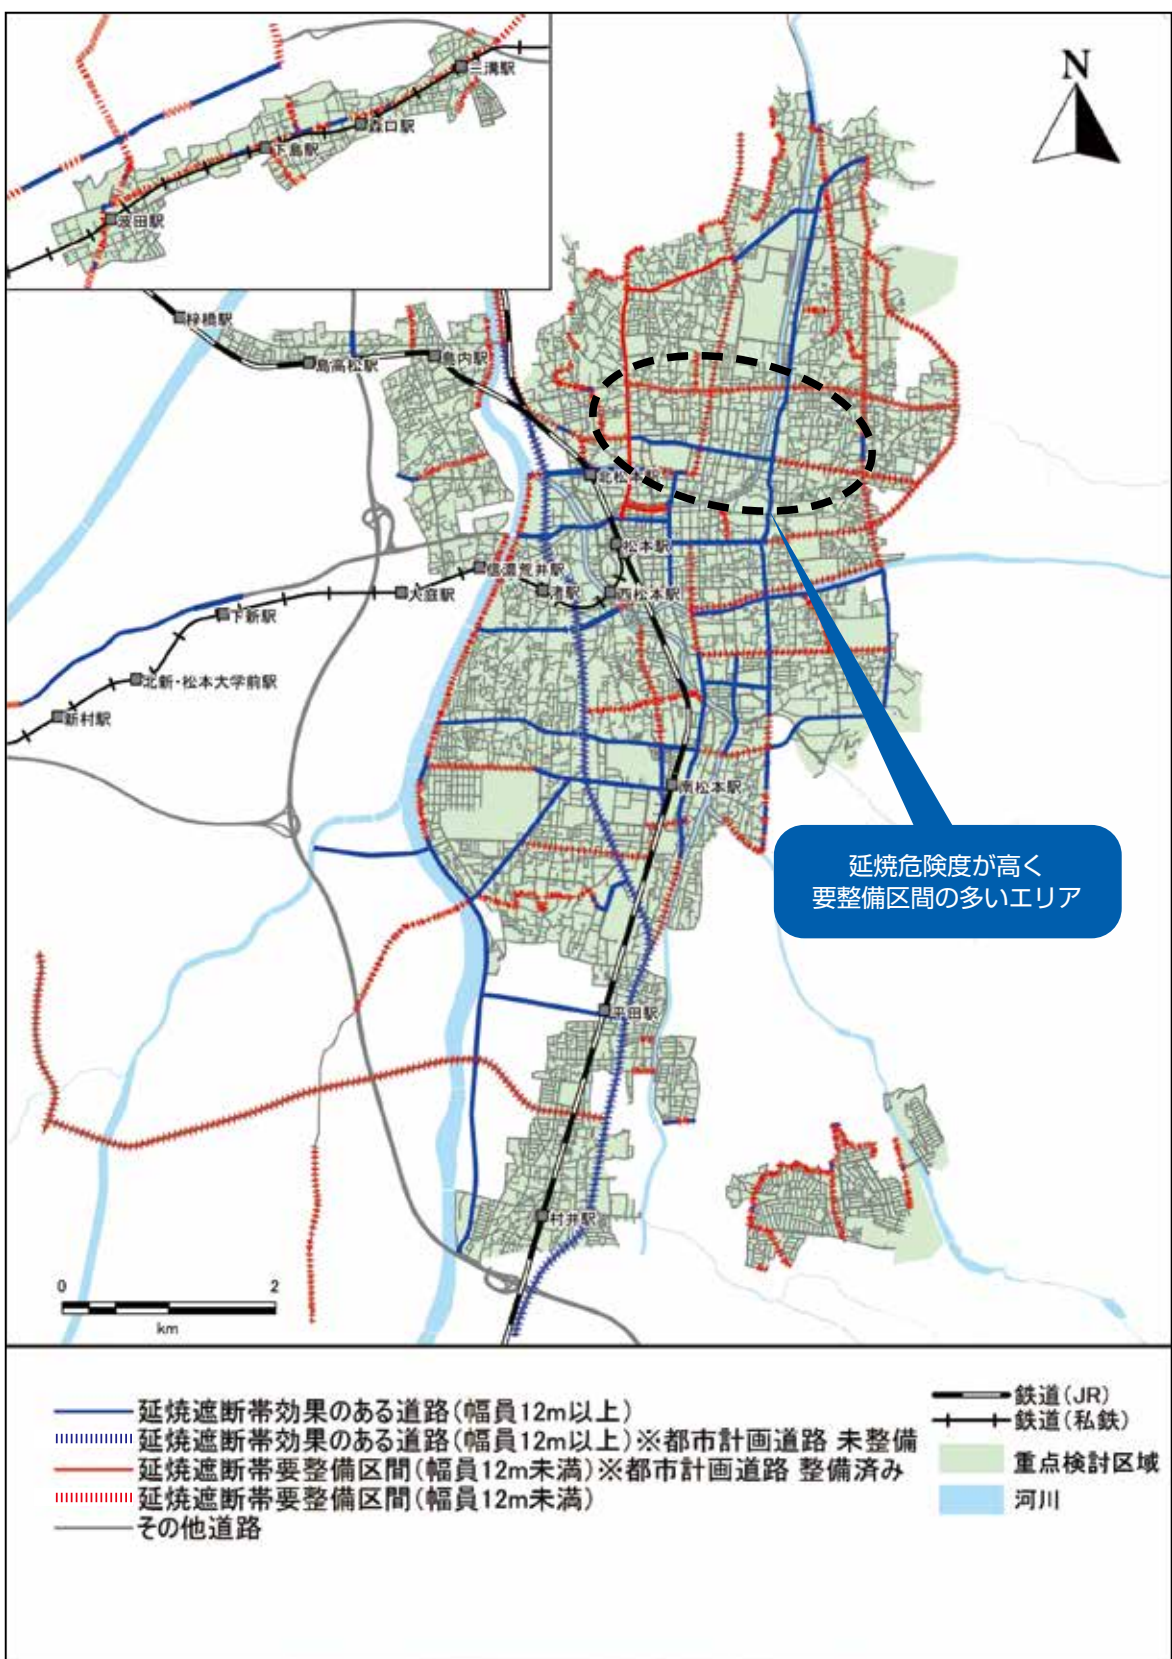 三溝駅
森口駅
下島駅
波田駅
N
梓橋駅
島高松駅
島内駅
北松本駅
松本駅
信濃荒井駅
渚駅
西松本駅
大庭駅
下新駅
北新・松本大学前駅
新村駅
南松本駅
延焼危険度が高く
要整備区間の多いエリア
平田駅
村井駅
0 2
km
延焼遮断帯効果のある道路(幅員12m以上)
延焼遮断帯効果のある道路(幅員12m以上)※都市計画道路 未整備
延焼遮断帯要整備区間(幅員12m未満)※都市計画道路 整備済み
延焼遮断帯要整備区間(幅員12m未満)
その他道路
鉄道(JR)
鉄道(私鉄)
重点検討区域
河川